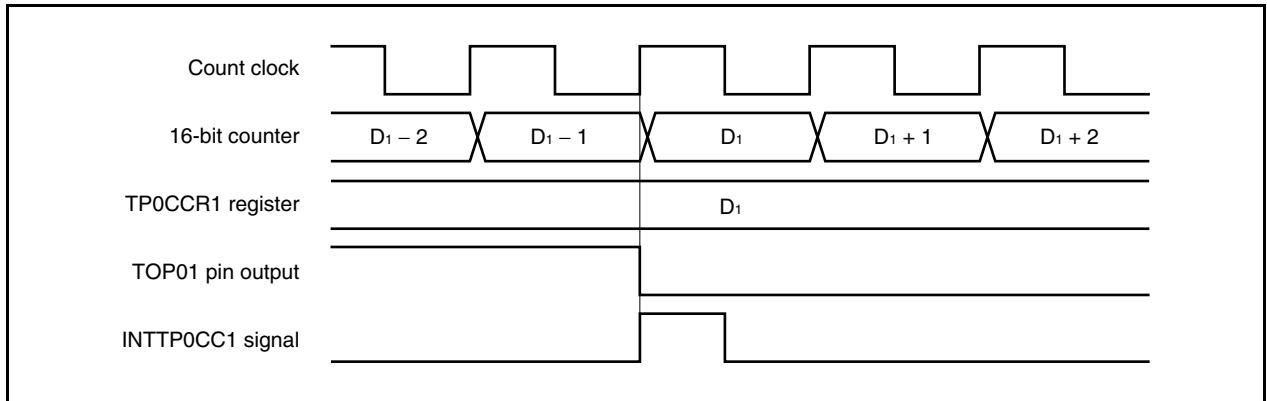 Count clock
16-bit counter D₁ − 2 D₁ − 1 D₁ D₁ + 1 D₁ + 2
TP0CCR1 register D₁
TOP01 pin output
INTTP0CC1 signal